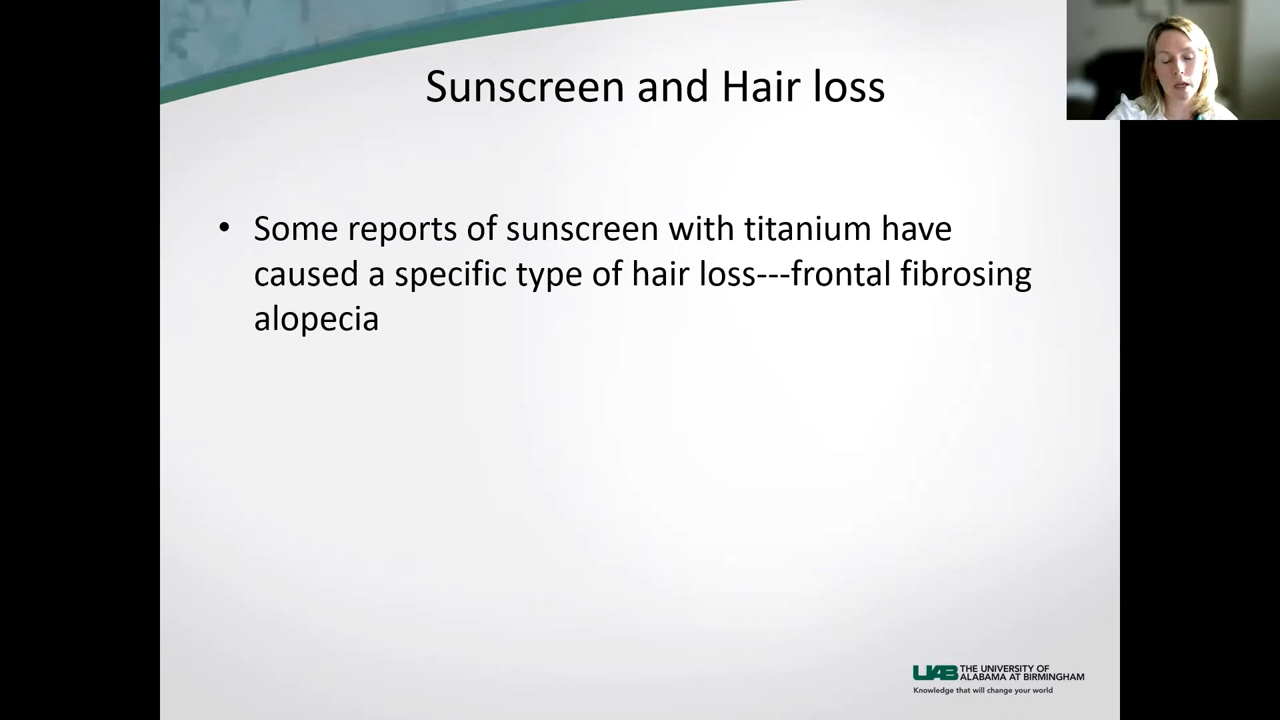 Sunscreen and Hair loss
• Some reports of sunscreen with titanium have
caused a specific type of hair loss---frontal fibrosing
alopecia
UAB THE UNIVERSITY OF
ALABAMA AT BIRMINGHAM
Knowledge that will change your world